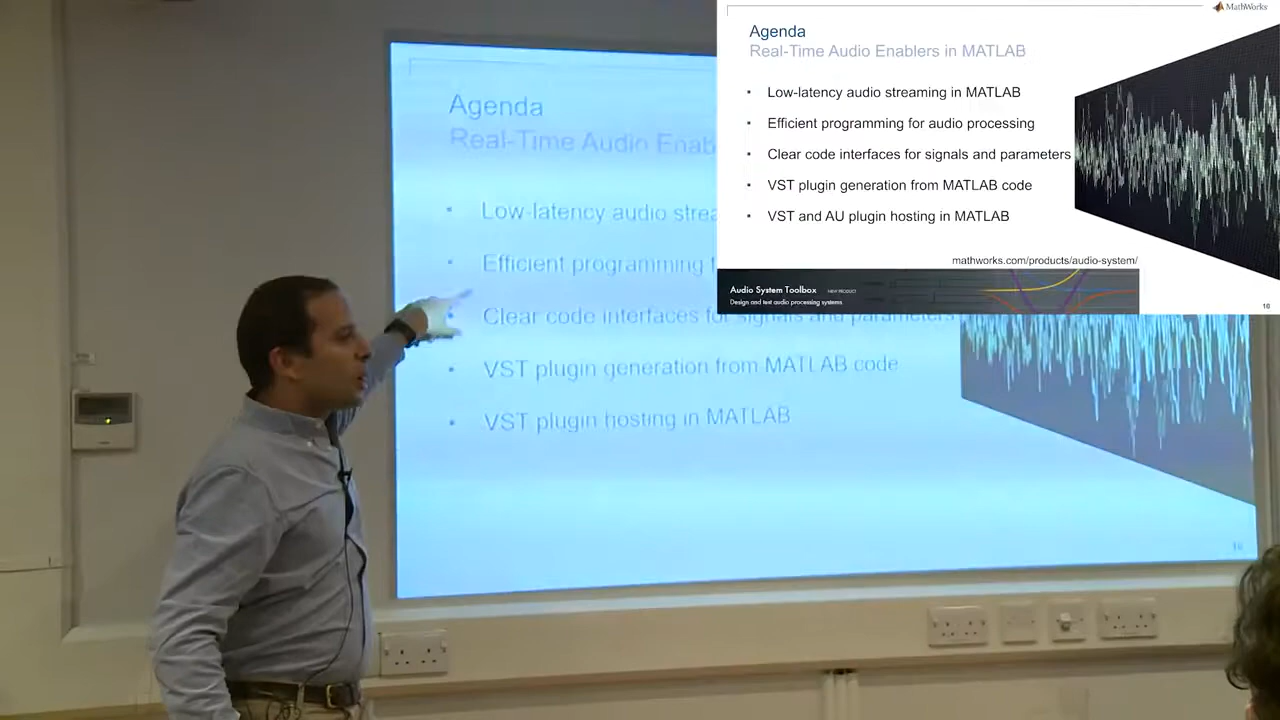 Agenda
Real-Time Audio Enab
Low-latency audio strea
Efficient programming f
Clear code interfaces for signals and parameters
VST plugin generation from MATLAB code
VST plugin hosting in MATLAB
16
MathWorks
Agenda
Real-Time Audio Enablers in MATLAB
Low-latency audio streaming in MATLAB
Efficient programming for audio processing
Clear code interfaces for signals and parameters
VST plugin generation from MATLAB code
VST and AU plugin hosting in MATLAB
mathworks.com/products/audio-system/
Audio System Toolbox NEW PRODUCT
Design and test audio processing systems
16